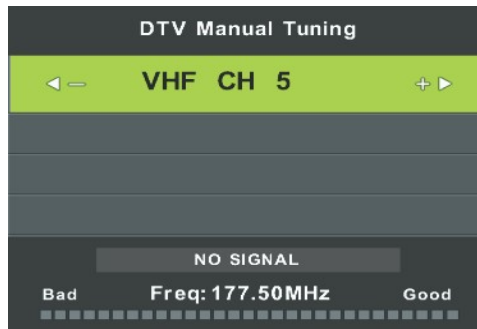 DTV Manual Tuning
VHF CH 5
NO SIGNAL
Bad Freq: 177.50MHz Good